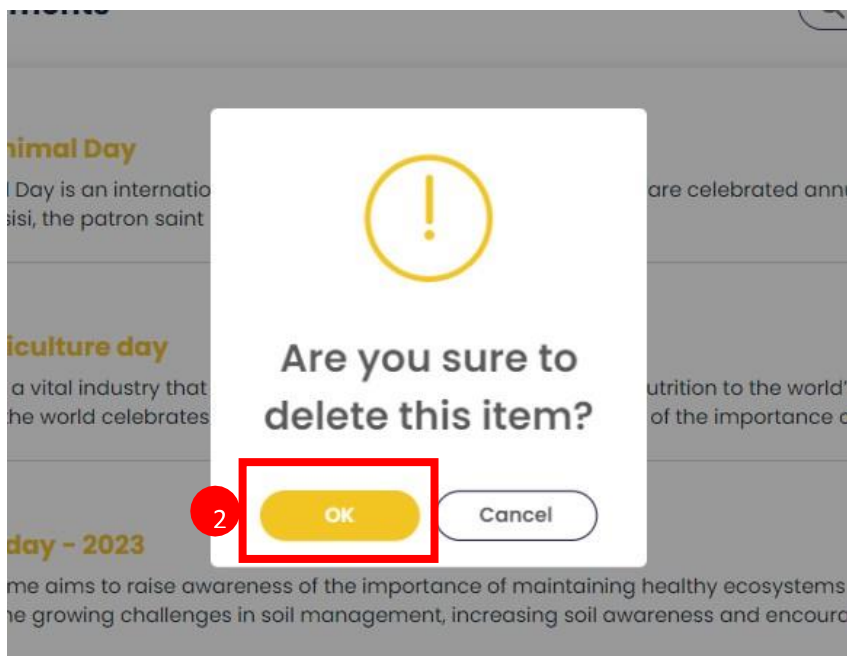 nimal Day
Day is an internatio
are celebrated ann
sisi, the patron saint
iculture day
a vital industry that
utrition to the world'
he world celebrates
of the importance
Are you sure to
delete this item?
2
OK
Cancel
day - 2023
me aims to raise awareness of the importance of maintaining healthy ecosystems
e growing challenges in soil management, increasing soil awareness and encoura